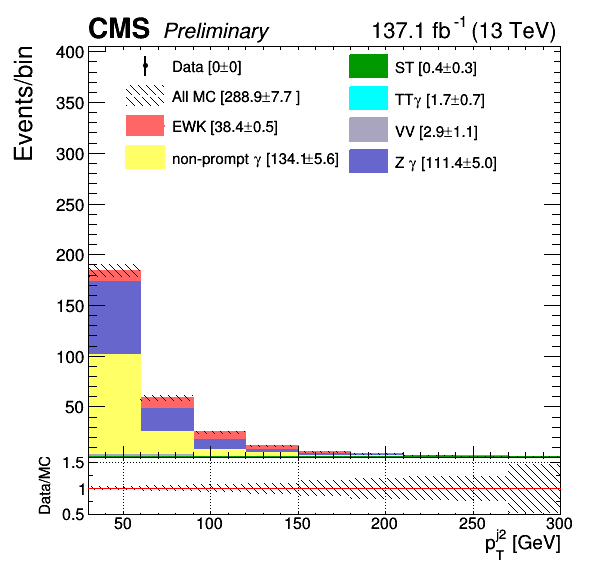 CMS Preliminary 137.1 fb⁻¹ (13 TeV)
Events/bin
400
350
300
250
200
150
100
50
Data [0±0]
All MC [288.9±7.7 ]
EWK [38.4±0.5]
non-prompt γ [134.1±5.6]
ST [0.4±0.3]
TTγ [1.7±0.7]
VV [2.9±1.1]
Z γ [111.4±5.0]
Data/MC
1.5
1
0.5
50 100 150 200 250 300
p_T^{j2} [GeV]